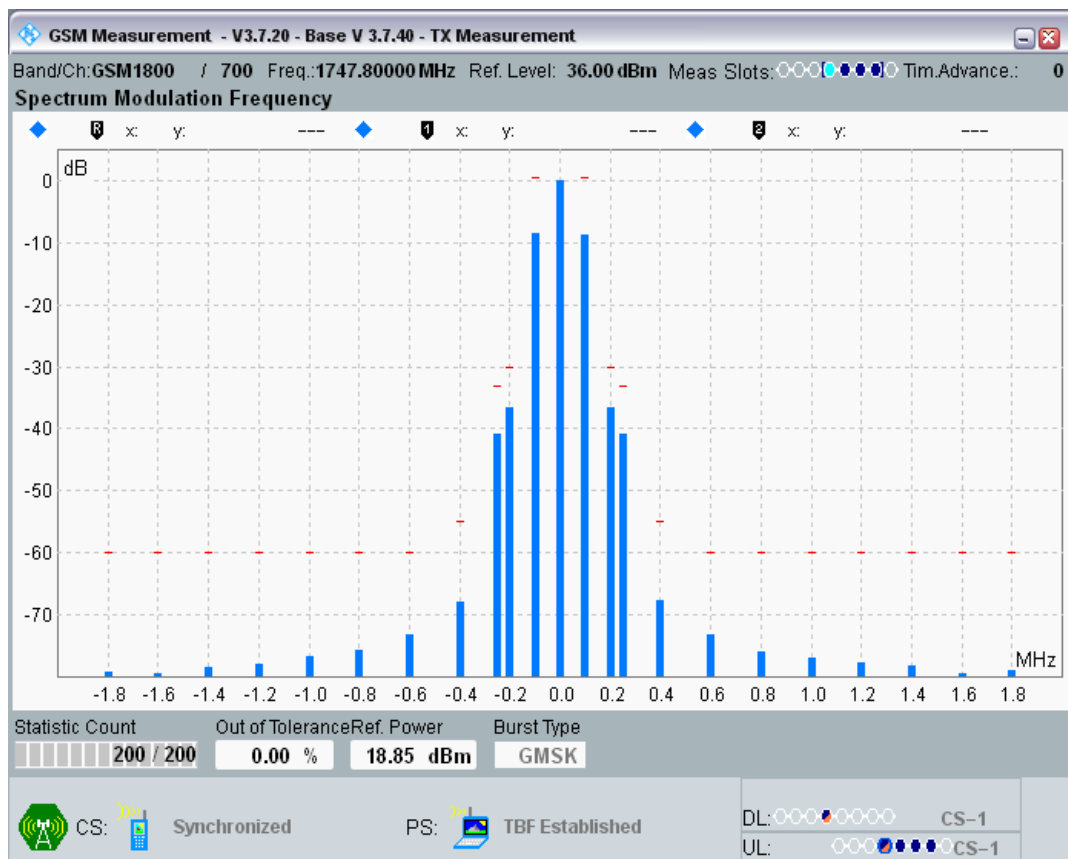 GSM Measurement - V3.7.20 - Base V 3.7.40 - TX Measurement
Band/Ch:GSM1800 / 700 Freq.:1747.80000 MHz Ref. Level: 36.00 dBm Meas Slots: Tim.Advance.: 0
Spectrum Modulation Frequency
R x: y: --- 1 x: y: --- 2 x: y: ---
dB
0
-10
-20
-30
-40
-50
-60
-70
MHz
-1.8 -1.6 -1.4 -1.2 -1.0 -0.8 -0.6 -0.4 -0.2 0.0 0.2 0.4 0.6 0.8 1.0 1.2 1.4 1.6 1.8
Statistic Count Out of Tolerance Ref. Power Burst Type
200 / 200 0.00 % 18.85 dBm GMSK
CS: Synchronized PS: TBF Established
DL: CS-1
UL: CS-1